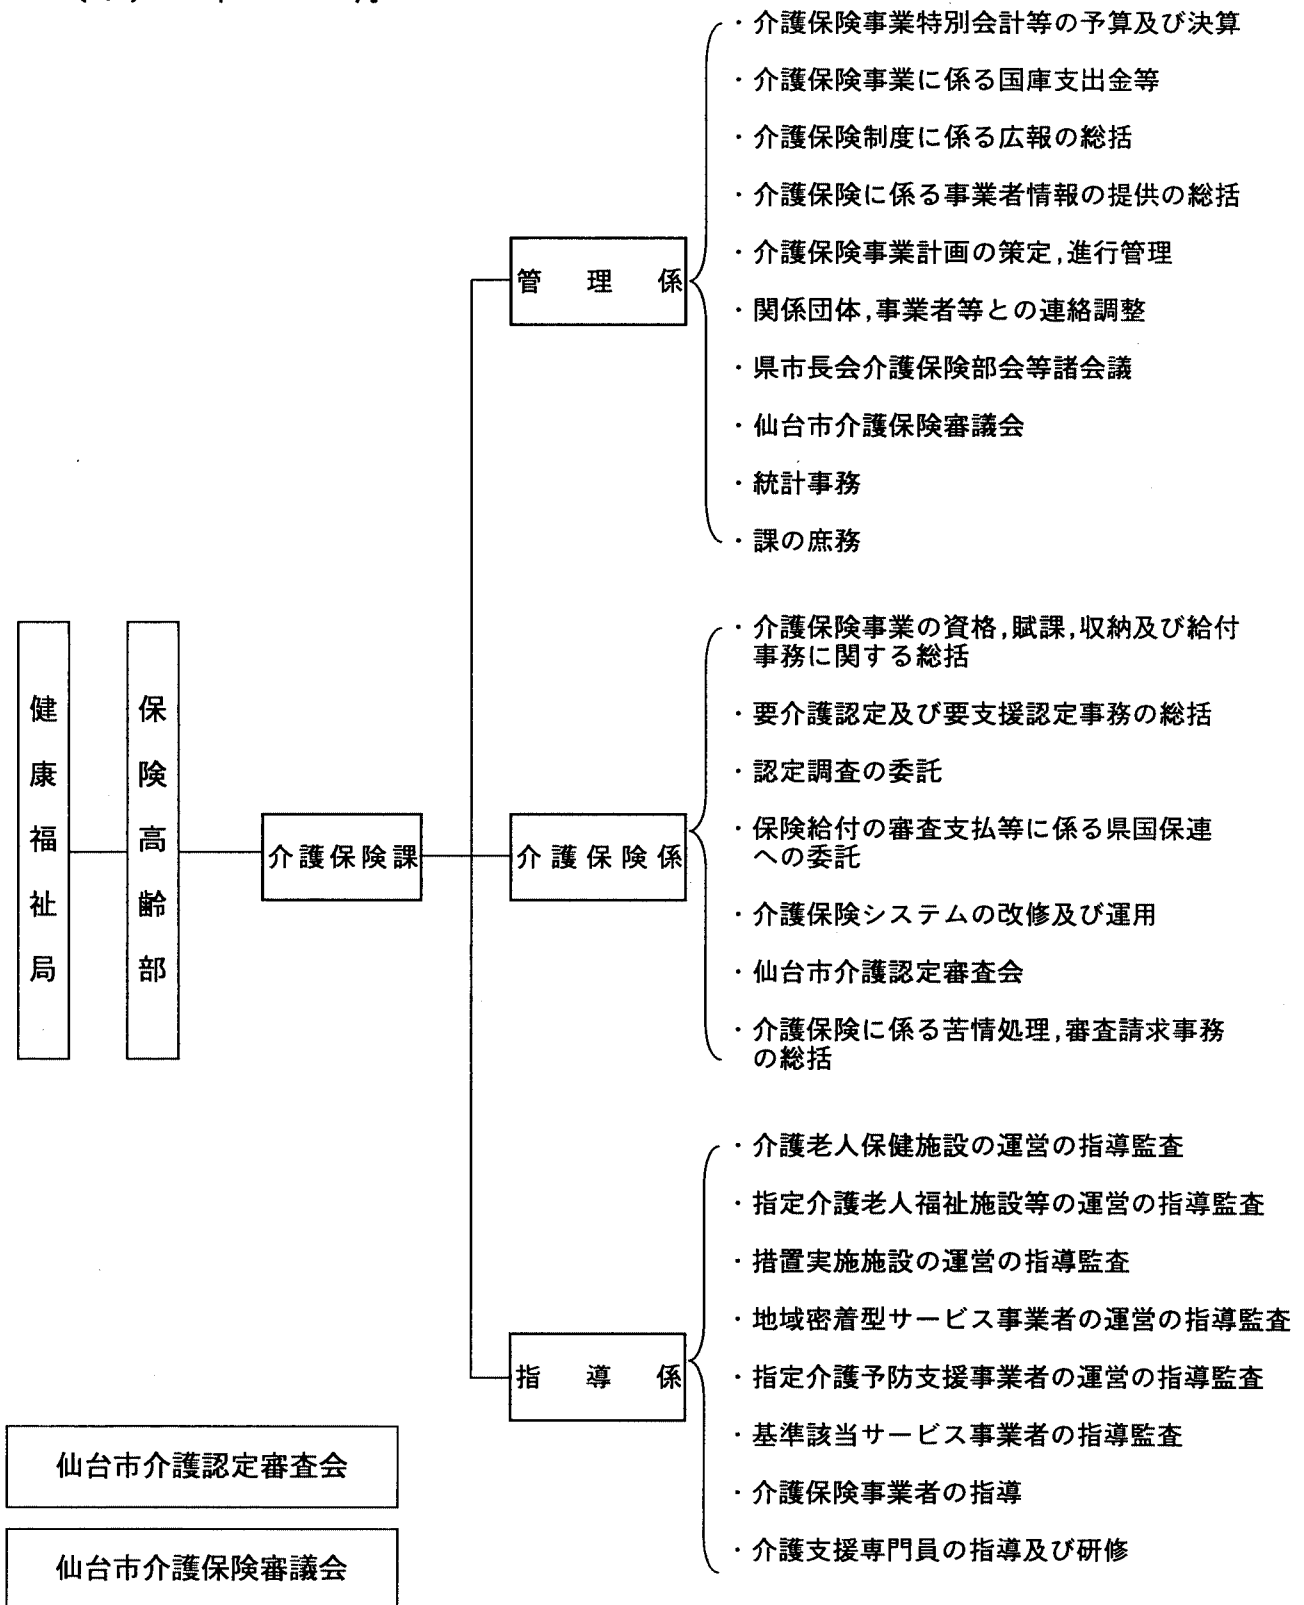 ・介護保険事業特別会計等の予算及び決算
・介護保険事業に係る国庫支出金等
・介護保険制度に係る広報の総括
・介護保険に係る事業者情報の提供の総括
管理係
・介護保険事業計画の策定,進行管理
・関係団体,事業者等との連絡調整
・県市長会介護保険部会等諸会議
・仙台市介護保険審議会
・統計事務
・課の庶務
健康福祉局
保険高齢部
介護保険課
介護保険係
・介護保険事業の資格,賦課,収納及び給付
事務に関する総括
・要介護認定及び要支援認定事務の総括
・認定調査の委託
・保険給付の審査支払等に係る県国保連
への委託
・介護保険システムの改修及び運用
・仙台市介護認定審査会
・介護保険に係る苦情処理,審査請求事務
の総括
指導係
・介護老人保健施設の運営の指導監査
・指定介護老人福祉施設等の運営の指導監査
・措置実施施設の運営の指導監査
・地域密着型サービス事業者の運営の指導監査
・指定介護予防支援事業者の運営の指導監査
・基準該当サービス事業者の指導監査
・介護保険事業者の指導
・介護支援専門員の指導及び研修
仙台市介護認定審査会
仙台市介護保険審議会